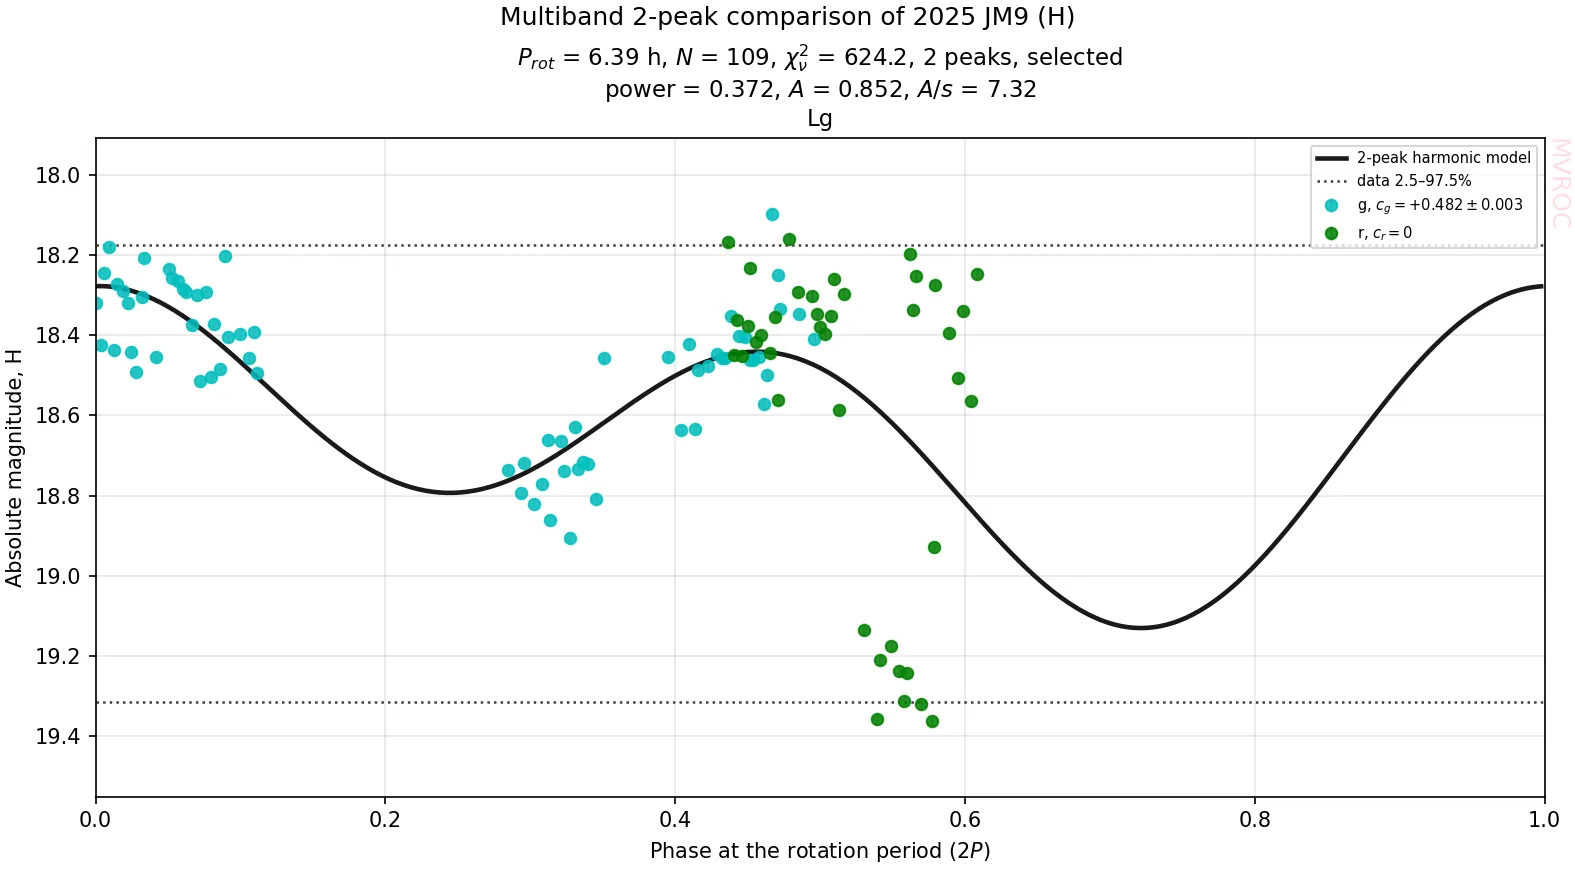 Multiband 2-peak comparison of 2025 JM9 (H)
P_rot = 6.39 h, N = 109, χ²_ν = 624.2, 2 peaks, selected
power = 0.372, A = 0.852, A/s = 7.32
Lg
2-peak harmonic model
data 2.5–97.5%
g, c_g = +0.482 ± 0.003
r, c_r = 0
MVROC
Absolute magnitude, H
18.0
18.2
18.4
18.6
18.8
19.0
19.2
19.4
0.0 0.2 0.4 0.6 0.8 1.0
Phase at the rotation period (2P)